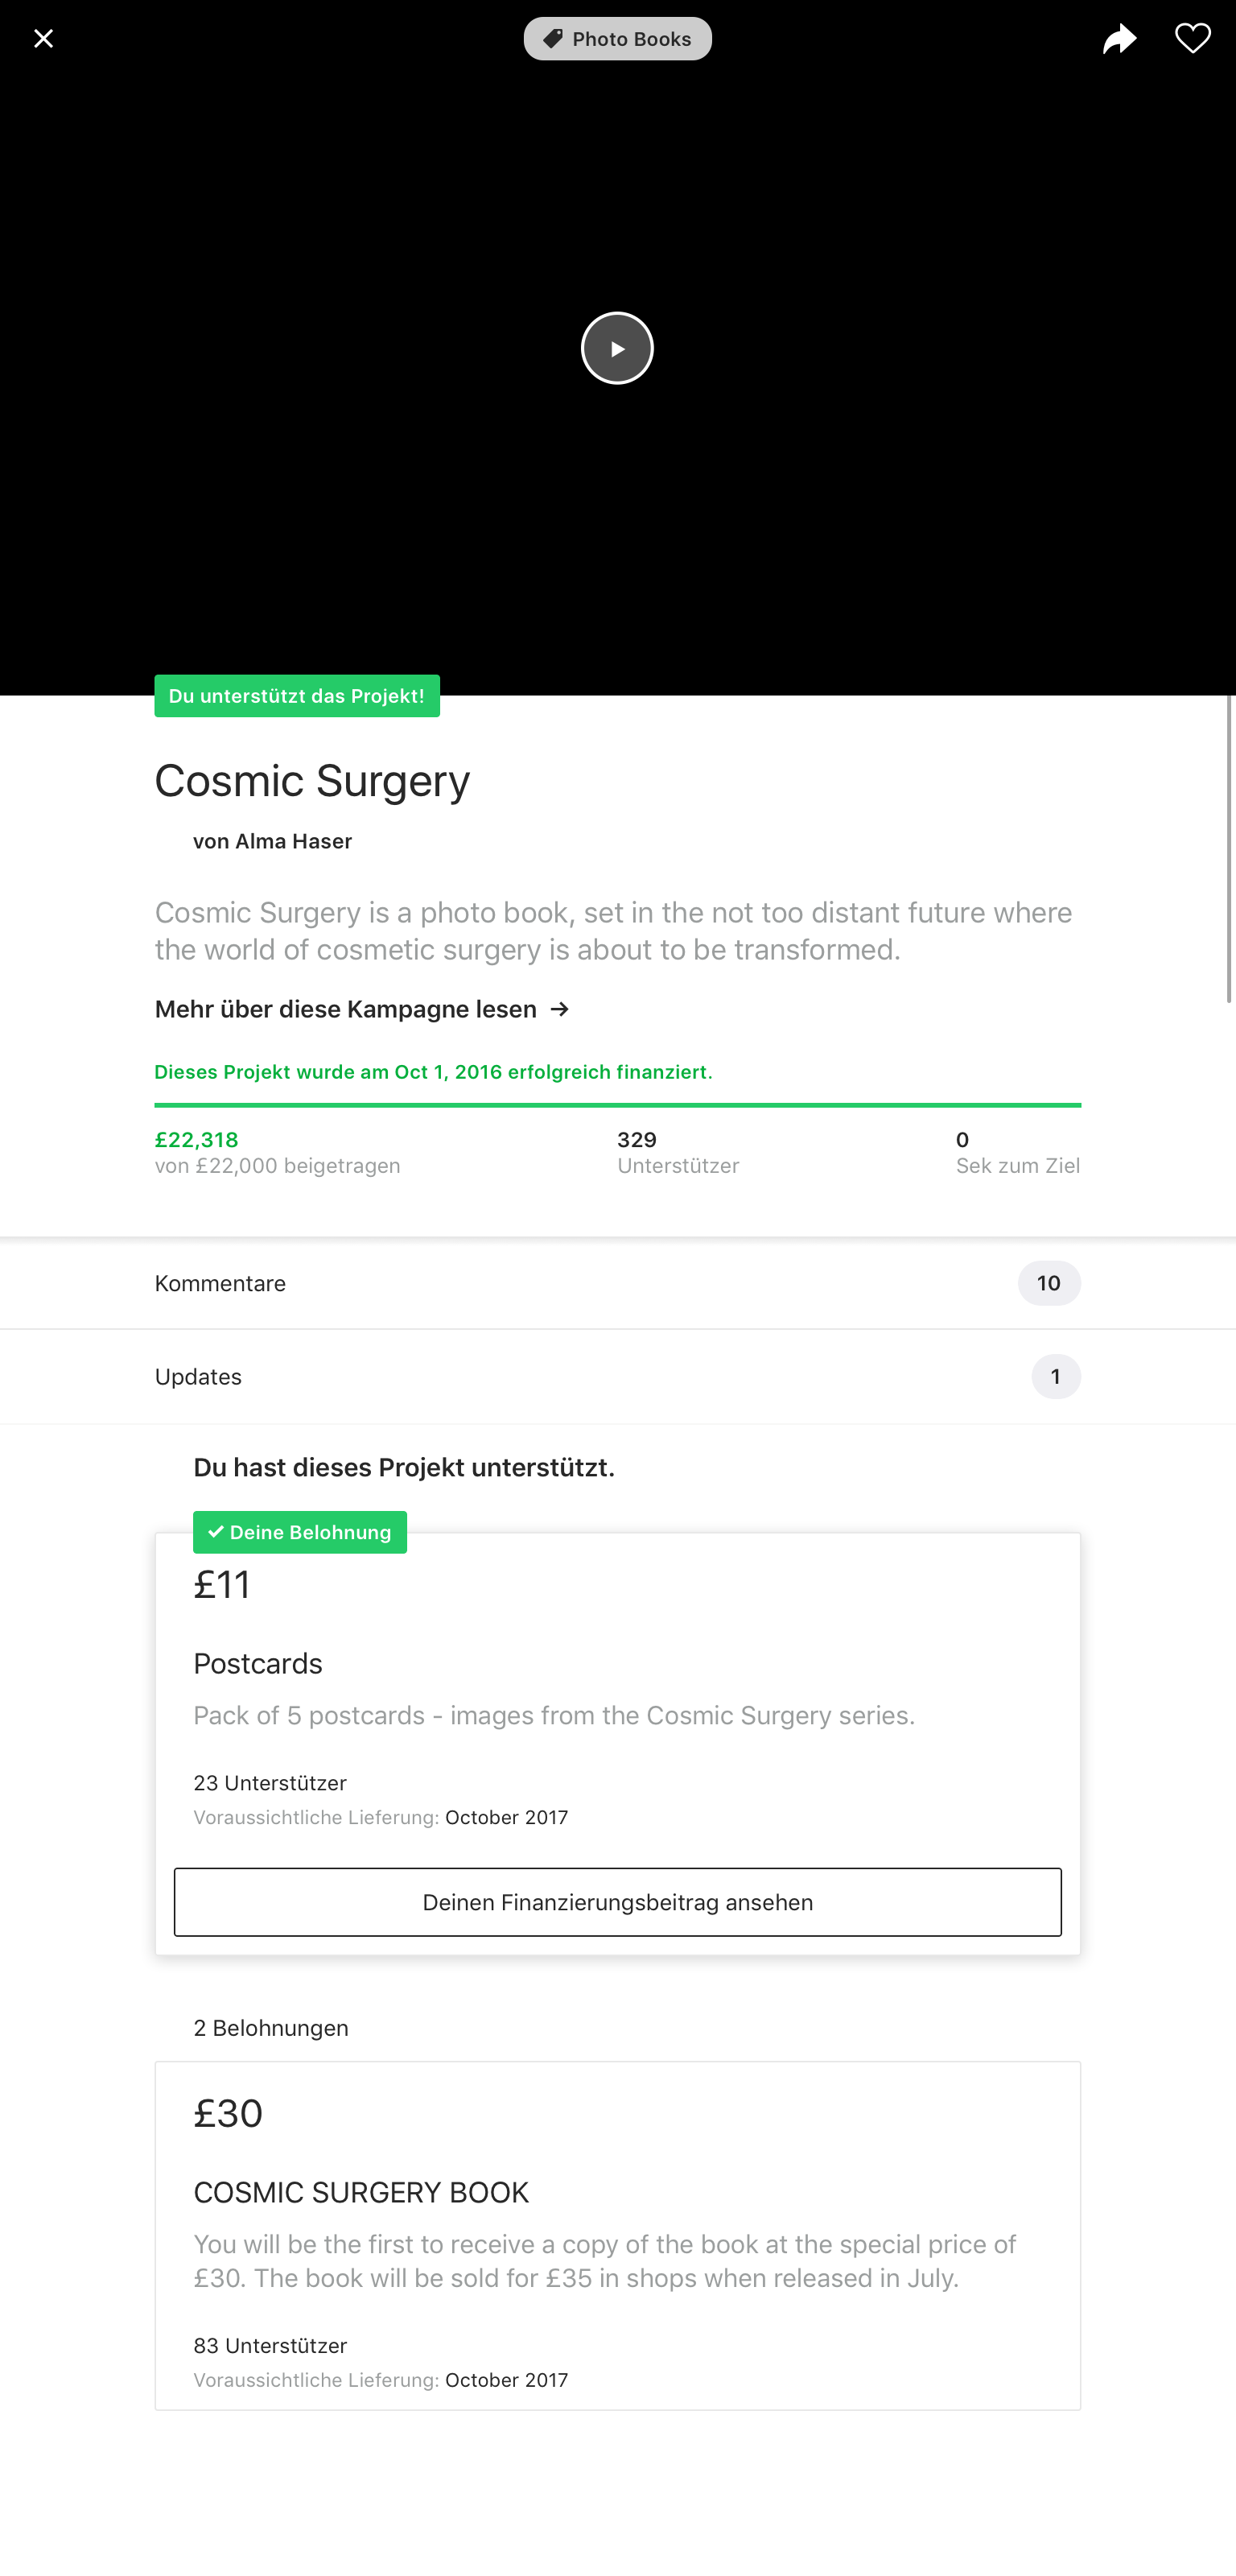 Photo Books
Du unterstützt das Projekt!
Cosmic Surgery
von Alma Haser
Cosmic Surgery is a photo book, set in the not too distant future where
the world of cosmetic surgery is about to be transformed.
Mehr über diese Kampagne lesen →
Dieses Projekt wurde am Oct 1, 2016 erfolgreich finanziert.
£22,318
von £22,000 beigetragen
329
Unterstützer
0
Sek zum Ziel
Kommentare
10
Updates
1
Du hast dieses Projekt unterstützt.
✓ Deine Belohnung
£11
Postcards
Pack of 5 postcards - images from the Cosmic Surgery series.
23 Unterstützer
Voraussichtliche Lieferung: October 2017
Deinen Finanzierungsbeitrag ansehen
2 Belohnungen
£30
COSMIC SURGERY BOOK
You will be the first to receive a copy of the book at the special price of
£30. The book will be sold for £35 in shops when released in July.
83 Unterstützer
Voraussichtliche Lieferung: October 2017